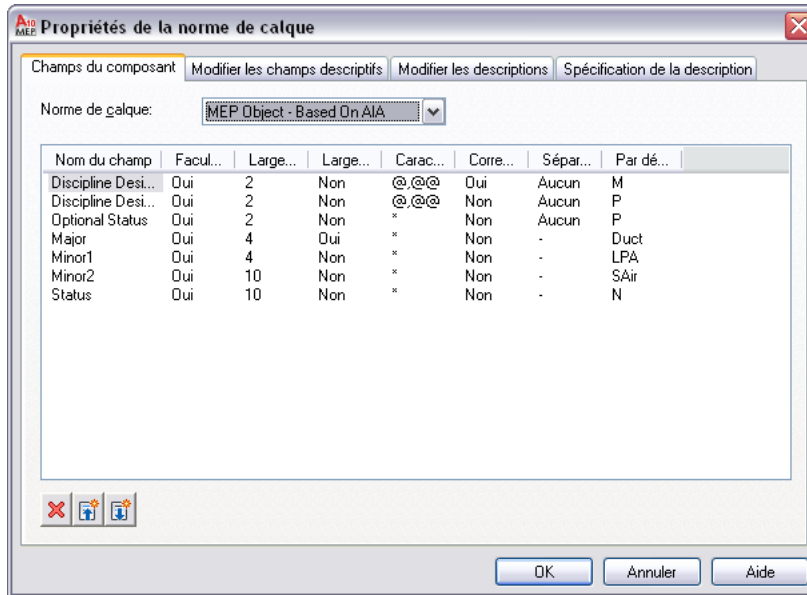 A10 MEP Propriétés de la norme de calque
Champs du composant Modifier les champs descriptifs Modifier les descriptions Spécification de la description
Norme de calque: MEP Object - Based On AIA
Nom du champ Facul... Large... Large... Carac... Corre... Sépar... Par dé...
Discipline Desi... Oui 2 Non @,@@ Oui Aucun M
Discipline Desi... Oui 2 Non @,@@ Non Aucun P
Optional Status Oui 2 Non * Non Aucun P
Major Oui 4 Oui * Non - Duct
Minor1 Oui 4 Non * Non - LPA
Minor2 Oui 10 Non * Non - SAir
Status Oui 10 Non * Non - N
OK Annuler Aide